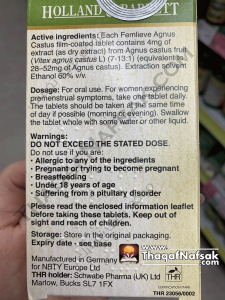 HOLLAND & BARRETT
Active ingredients: Each Femlieve Agnus
Castus film-coated tablet contains 4mg of
extract (as dry extract) from Agnus castus fruit
(Vitex agnus castus L) (7-13:1) (equivalent to
28–52mg of Agnus castus). Extraction solvent
Ethanol 60% v/v.
Dosage: For oral use. For women experiencing
premenstrual symptoms, take one tablet daily.
The tablets should be taken at the same time
of day if possible (morning or evening). Swallow
the tablet whole with some water or other liquid.
Warnings:
DO NOT EXCEED THE STATED DOSE.
Do not use if you are:
• Allergic to any of the ingredients
• Pregnant or trying to become pregnant
• Breastfeeding
• Under 18 years of age
• Suffering from a pituitary disorder
Please read the enclosed information leaflet
before taking these tablets. Keep out of
sight and reach of children.
Storage: Store in the original packaging.
Expiry date - see base
Manufactured in Germany
for NBTY Europe Ltd
THR holder: Schwabe Pharma (UK) Ltd
Marlow, Bucks SL7 1FX
THR
CERTIFICATION MARK
THR 23056/0002
ThaqafNafsak
.com